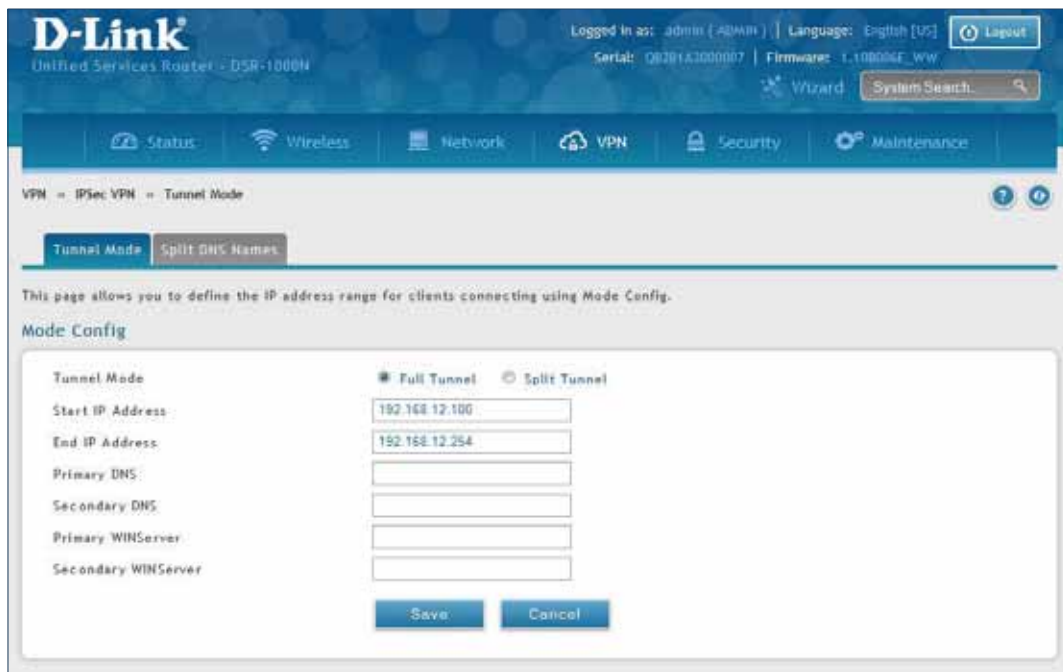 D-Link
Unified Services Router - DSR-1000N
Logged in as: admin ( ADMIN ) | Language: English [US]
Logout
Serial: | Firmware:
Wizard
System Search..
Status
Wireless
Network
VPN
Security
Maintenance
VPN » IPSec VPN » Tunnel Mode
Tunnel Mode
Split DNS Names
This page allows you to define the IP address range for clients connecting using Mode Config.
Mode Config
Tunnel Mode
Full Tunnel
Split Tunnel
Start IP Address
192.168.12.100
End IP Address
192.168.12.254
Primary DNS
Secondary DNS
Primary WINServer
Secondary WINServer
Save
Cancel